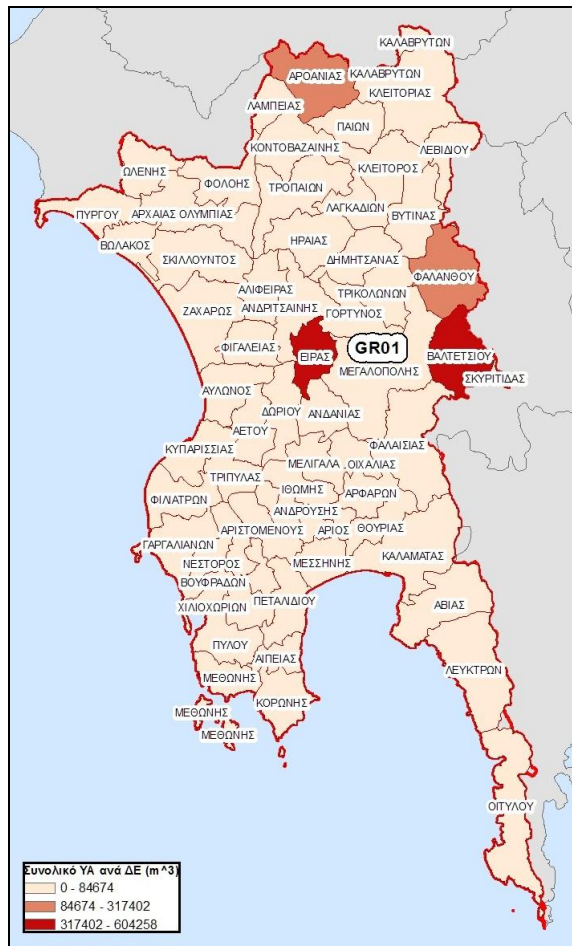 ΚΑΛΑΒΡΥΤΩΝ
ΑΡΟΑΝΙΑΣ
ΚΑΛΑΒΡΥΤΩΝ
ΚΛΕΙΤΟΡΙΑΣ
ΛΑΜΠΕΙΑΣ
ΠΑΙΩΝ
ΚΟΝΤΟΒΑΖΑΙΝΗΣ
ΛΕΒΙΔΙΟΥ
ΩΛΕΝΗΣ
ΚΛΕΙΤΟΡΟΣ
ΦΟΛΟΗΣ
ΤΡΟΠΑΙΩΝ
ΛΑΓΚΑΔΙΩΝ
ΠΥΡΓΟΥ
ΑΡΧΑΙΑΣ ΟΛΥΜΠΙΑΣ
ΒΥΤΙΝΑΣ
ΗΡΑΙΑΣ
ΒΩΛΑΚΟΣ
ΣΚΙΛΛΟΥΝΤΟΣ
ΔΗΜΗΤΣΑΝΑΣ
ΦΑΛΑΝΘΟΥ
ΑΛΙΦΕΙΡΑΣ
ΤΡΙΚΟΛΩΝΩΝ
ΖΑΧΑΡΩΣ
ΑΝΔΡΙΤΣΑΙΝΗΣ
ΓΟΡΤΥΝΟΣ
ΦΙΓΑΛΕΙΑΣ
ΕΙΡΑΣ
GR01
ΒΑΛΤΕΤΣΙΟΥ
ΜΕΓΑΛΟΠΟΛΗΣ
ΣΚΥΡΙΤΙΔΑΣ
ΑΥΛΩΝΟΣ
ΔΩΡΙΟΥ
ΑΝΔΑΝΙΑΣ
ΑΕΤΟΥ
ΦΑΛΑΙΣΙΑΣ
ΚΥΠΑΡΙΣΣΙΑΣ
ΜΕΛΙΓΑΛΑ
ΟΙΧΑΛΙΑΣ
ΤΡΙΠΥΛΑΣ
ΙΘΩΜΗΣ
ΑΡΦΑΡΩΝ
ΦΙΛΙΑΤΡΩΝ
ΑΝΔΡΟΥΣΗΣ
ΑΡΙΣΤΟΜΕΝΟΥΣ
ΑΡΙΟΣ
ΘΟΥΡΙΑΣ
ΓΑΡΓΑΛΙΑΝΩΝ
ΚΑΛΑΜΑΤΑΣ
ΝΕΣΤΟΡΟΣ
ΜΕΣΣΗΝΗΣ
ΒΟΥΦΡΑΔΩΝ
ΠΕΤΑΛΙΔΙΟΥ
ΧΙΛΙΟΧΩΡΙΩΝ
ΑΒΙΑΣ
ΠΥΛΟΥ
ΑΙΠΕΙΑΣ
ΛΕΥΚΤΡΩΝ
ΜΕΘΩΝΗΣ
ΚΟΡΩΝΗΣ
ΜΕΘΩΝΗΣ
ΜΕΘΩΝΗΣ
ΟΙΤΥΛΟΥ
Συνολικό ΥΑ ανά ΔΕ (m^3)
0 - 84674
84674 - 317402
317402 - 604258